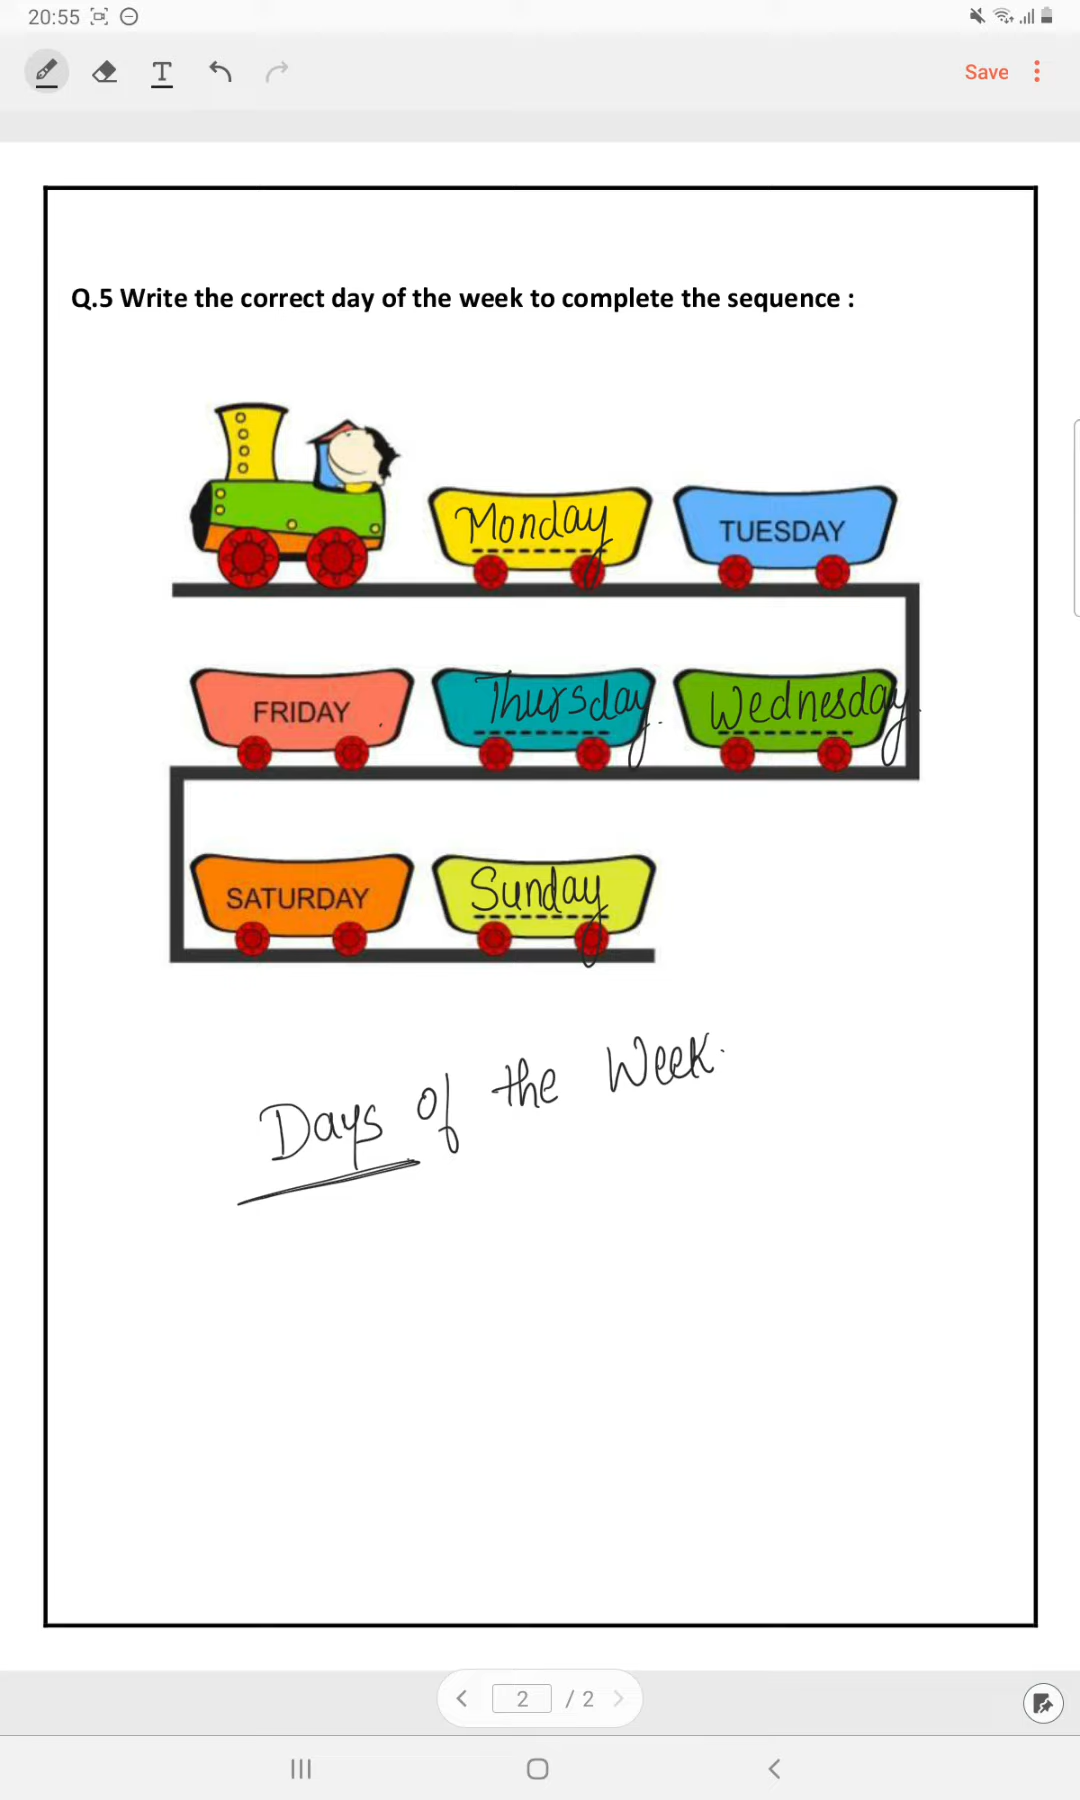 20:55
Save
Q.5 Write the correct day of the week to complete the sequence :
Monday TUESDAY
FRIDAY Thursday. Wednesday.
SATURDAY Sunday
Days of the Week.
2 / 2